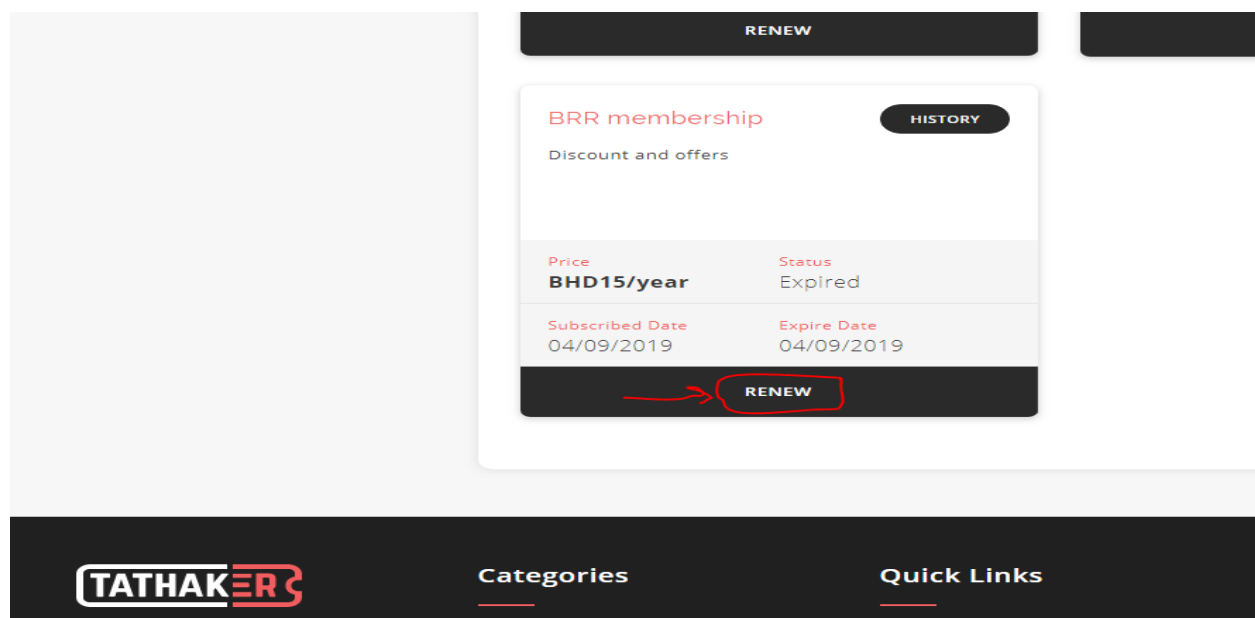 RENEW
BRR membership
HISTORY
Discount and offers
Price
Status
BHD15/year
Expired
Subscribed Date
Expire Date
04/09/2019
04/09/2019
RENEW
TATHAKER
Categories
Quick Links